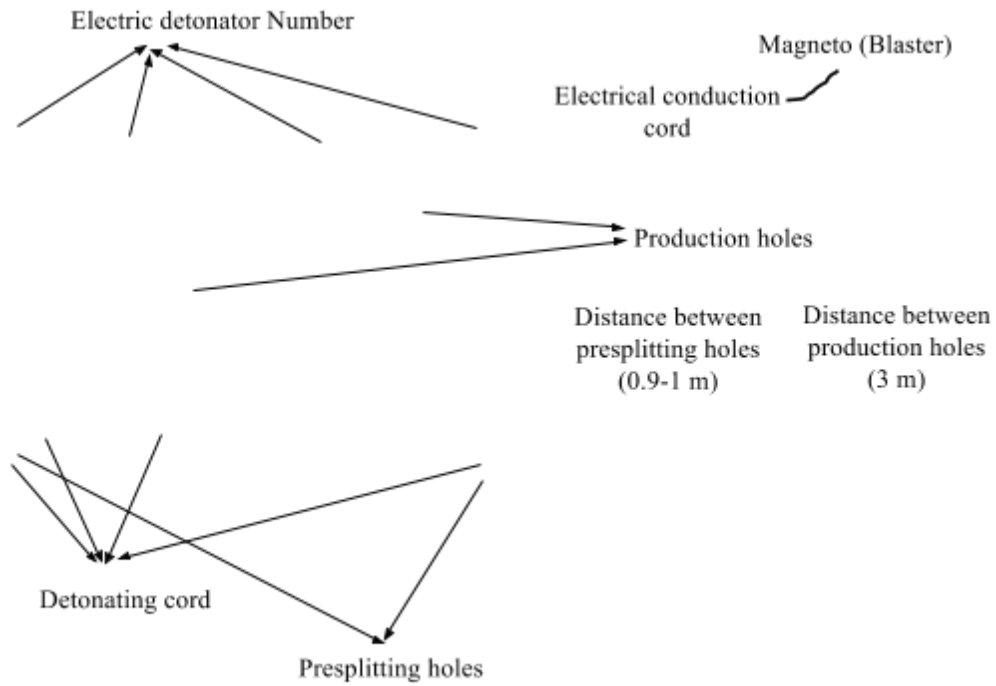 Electric detonator Number
Magneto (Blaster)
Electrical conduction
cord
Production holes
Distance between
presplitting holes
(0.9-1 m)
Distance between
production holes
(3 m)
Detonating cord
Presplitting holes